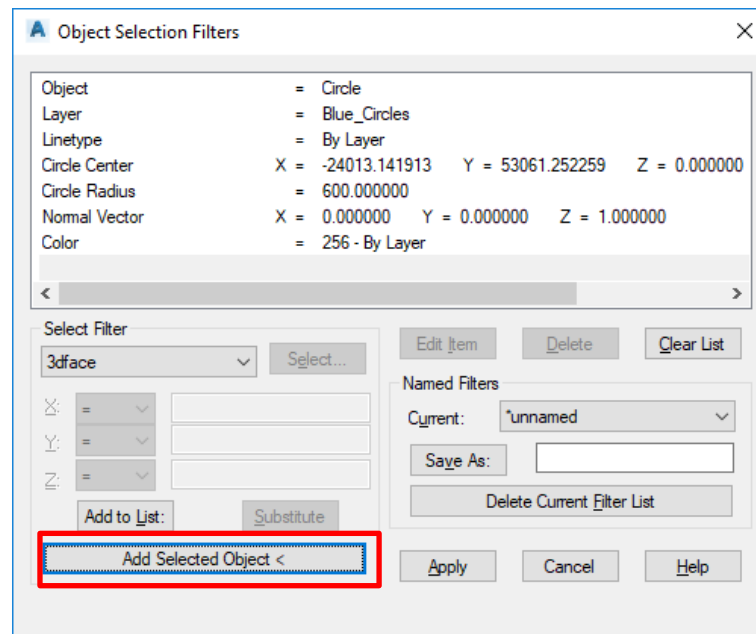 Object Selection Filters
Object = Circle
Layer = Blue_Circles
Linetype = By Layer
Circle Center X = -24013.141913 Y = 53061.252259 Z = 0.000000
Circle Radius = 600.000000
Normal Vector X = 0.000000 Y = 0.000000 Z = 1.000000
Color = 256 - By Layer
Select Filter
3dface Select...
X: =
Y: =
Z: =
Add to List: Substitute
Add Selected Object <
Edit Item Delete Clear List
Named Filters
Current: *unnamed
Save As:
Delete Current Filter List
Apply Cancel Help